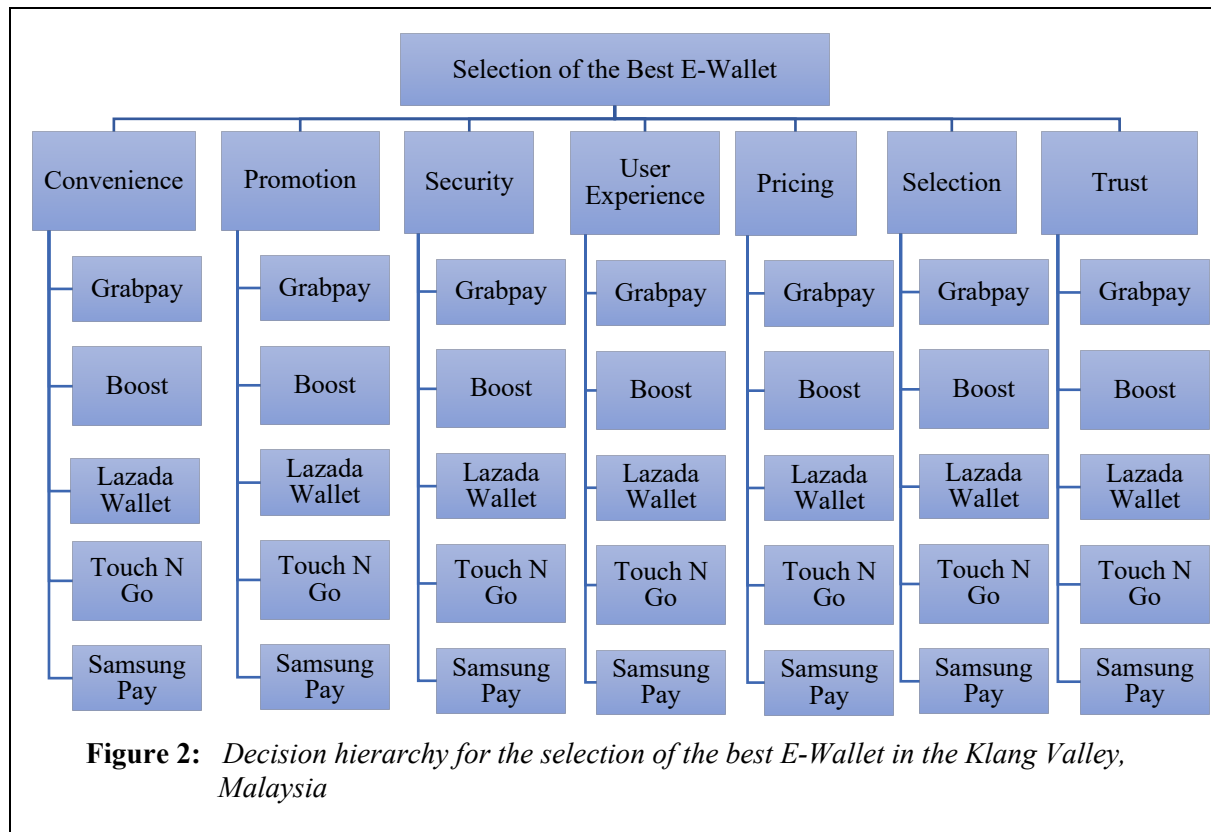 Selection of the Best E-Wallet
Convenience
Promotion
Security
User
Experience
Pricing
Selection
Trust
Grabpay
Grabpay
Grabpay
Grabpay
Grabpay
Grabpay
Grabpay
Boost
Boost
Boost
Boost
Boost
Boost
Boost
Lazada
Wallet
Lazada
Wallet
Lazada
Wallet
Lazada
Wallet
Lazada
Wallet
Lazada
Wallet
Lazada
Wallet
Touch N
Go
Touch N
Go
Touch N
Go
Touch N
Go
Touch N
Go
Touch N
Go
Touch N
Go
Samsung
Pay
Samsung
Pay
Samsung
Pay
Samsung
Pay
Samsung
Pay
Samsung
Pay
Samsung
Pay
Figure 2: Decision hierarchy for the selection of the best E-Wallet in the Klang Valley,
Malaysia